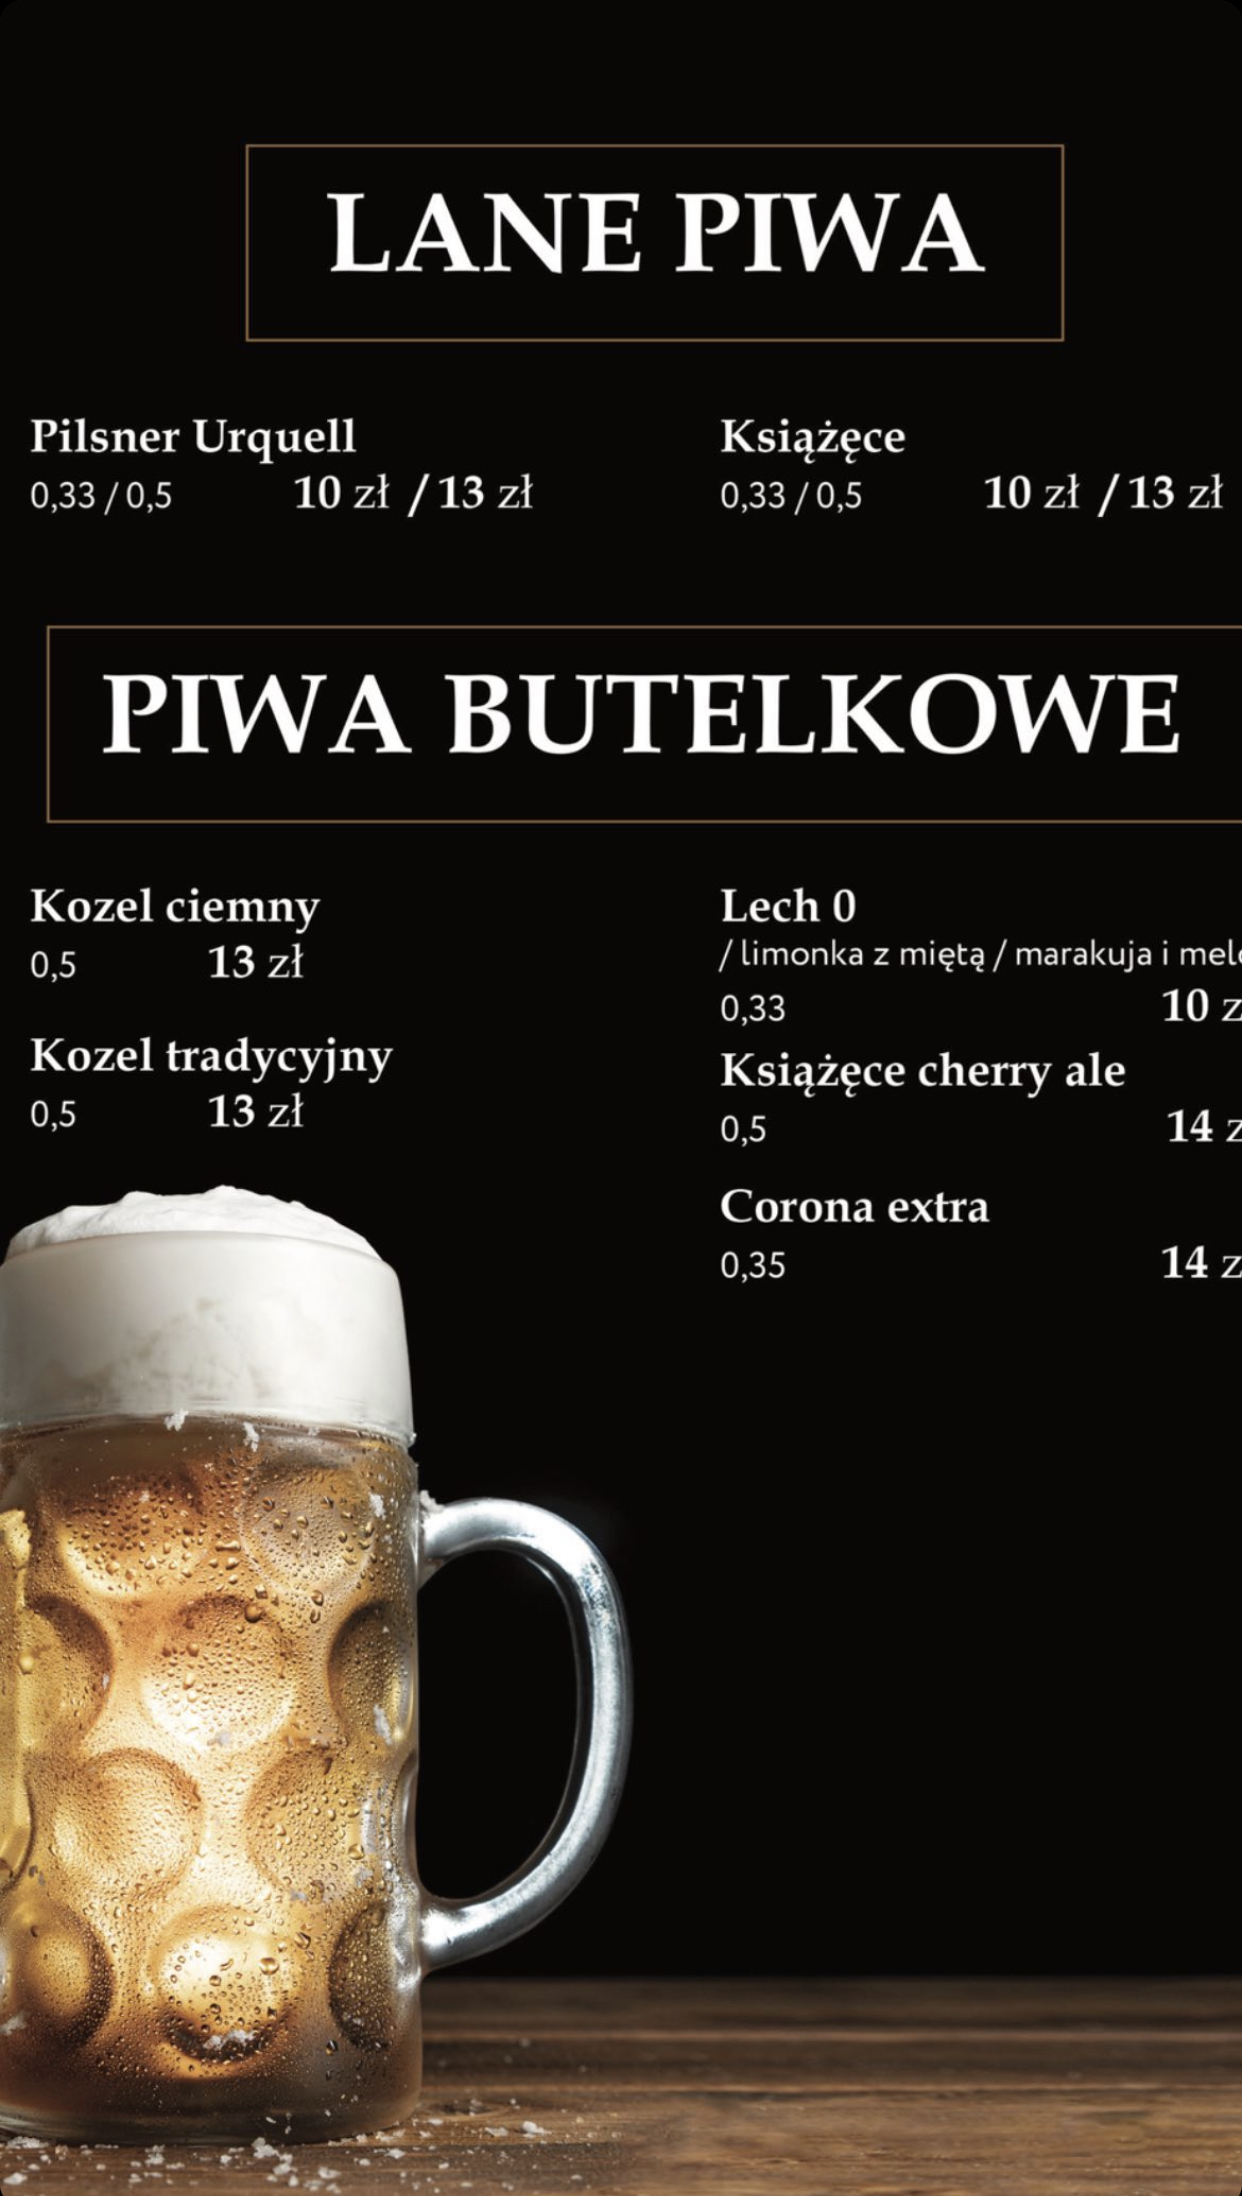 LANE PIWA
Pilsner Urquell
0,33 / 0,5 10 zł / 13 zł
Książęce
0,33 / 0,5 10 zł / 13 zł
PIWA BUTELKOWE
Kozel ciemny
0,5 13 zł
Kozel tradycyjny
0,5 13 zł
Lech 0
/ limonka z miętą / marakuja i
0,33 10
Książęce cherry ale
0,5 14
Corona extra
0,35 14